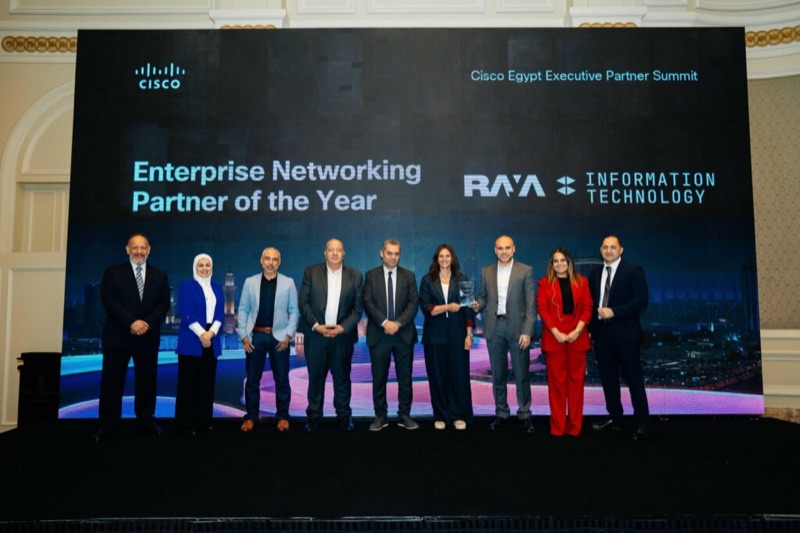 CISCO
Cisco Egypt Executive Partner Summit
Enterprise Networking
Partner of the Year
RAYA INFORMATION
TECHNOLOGY